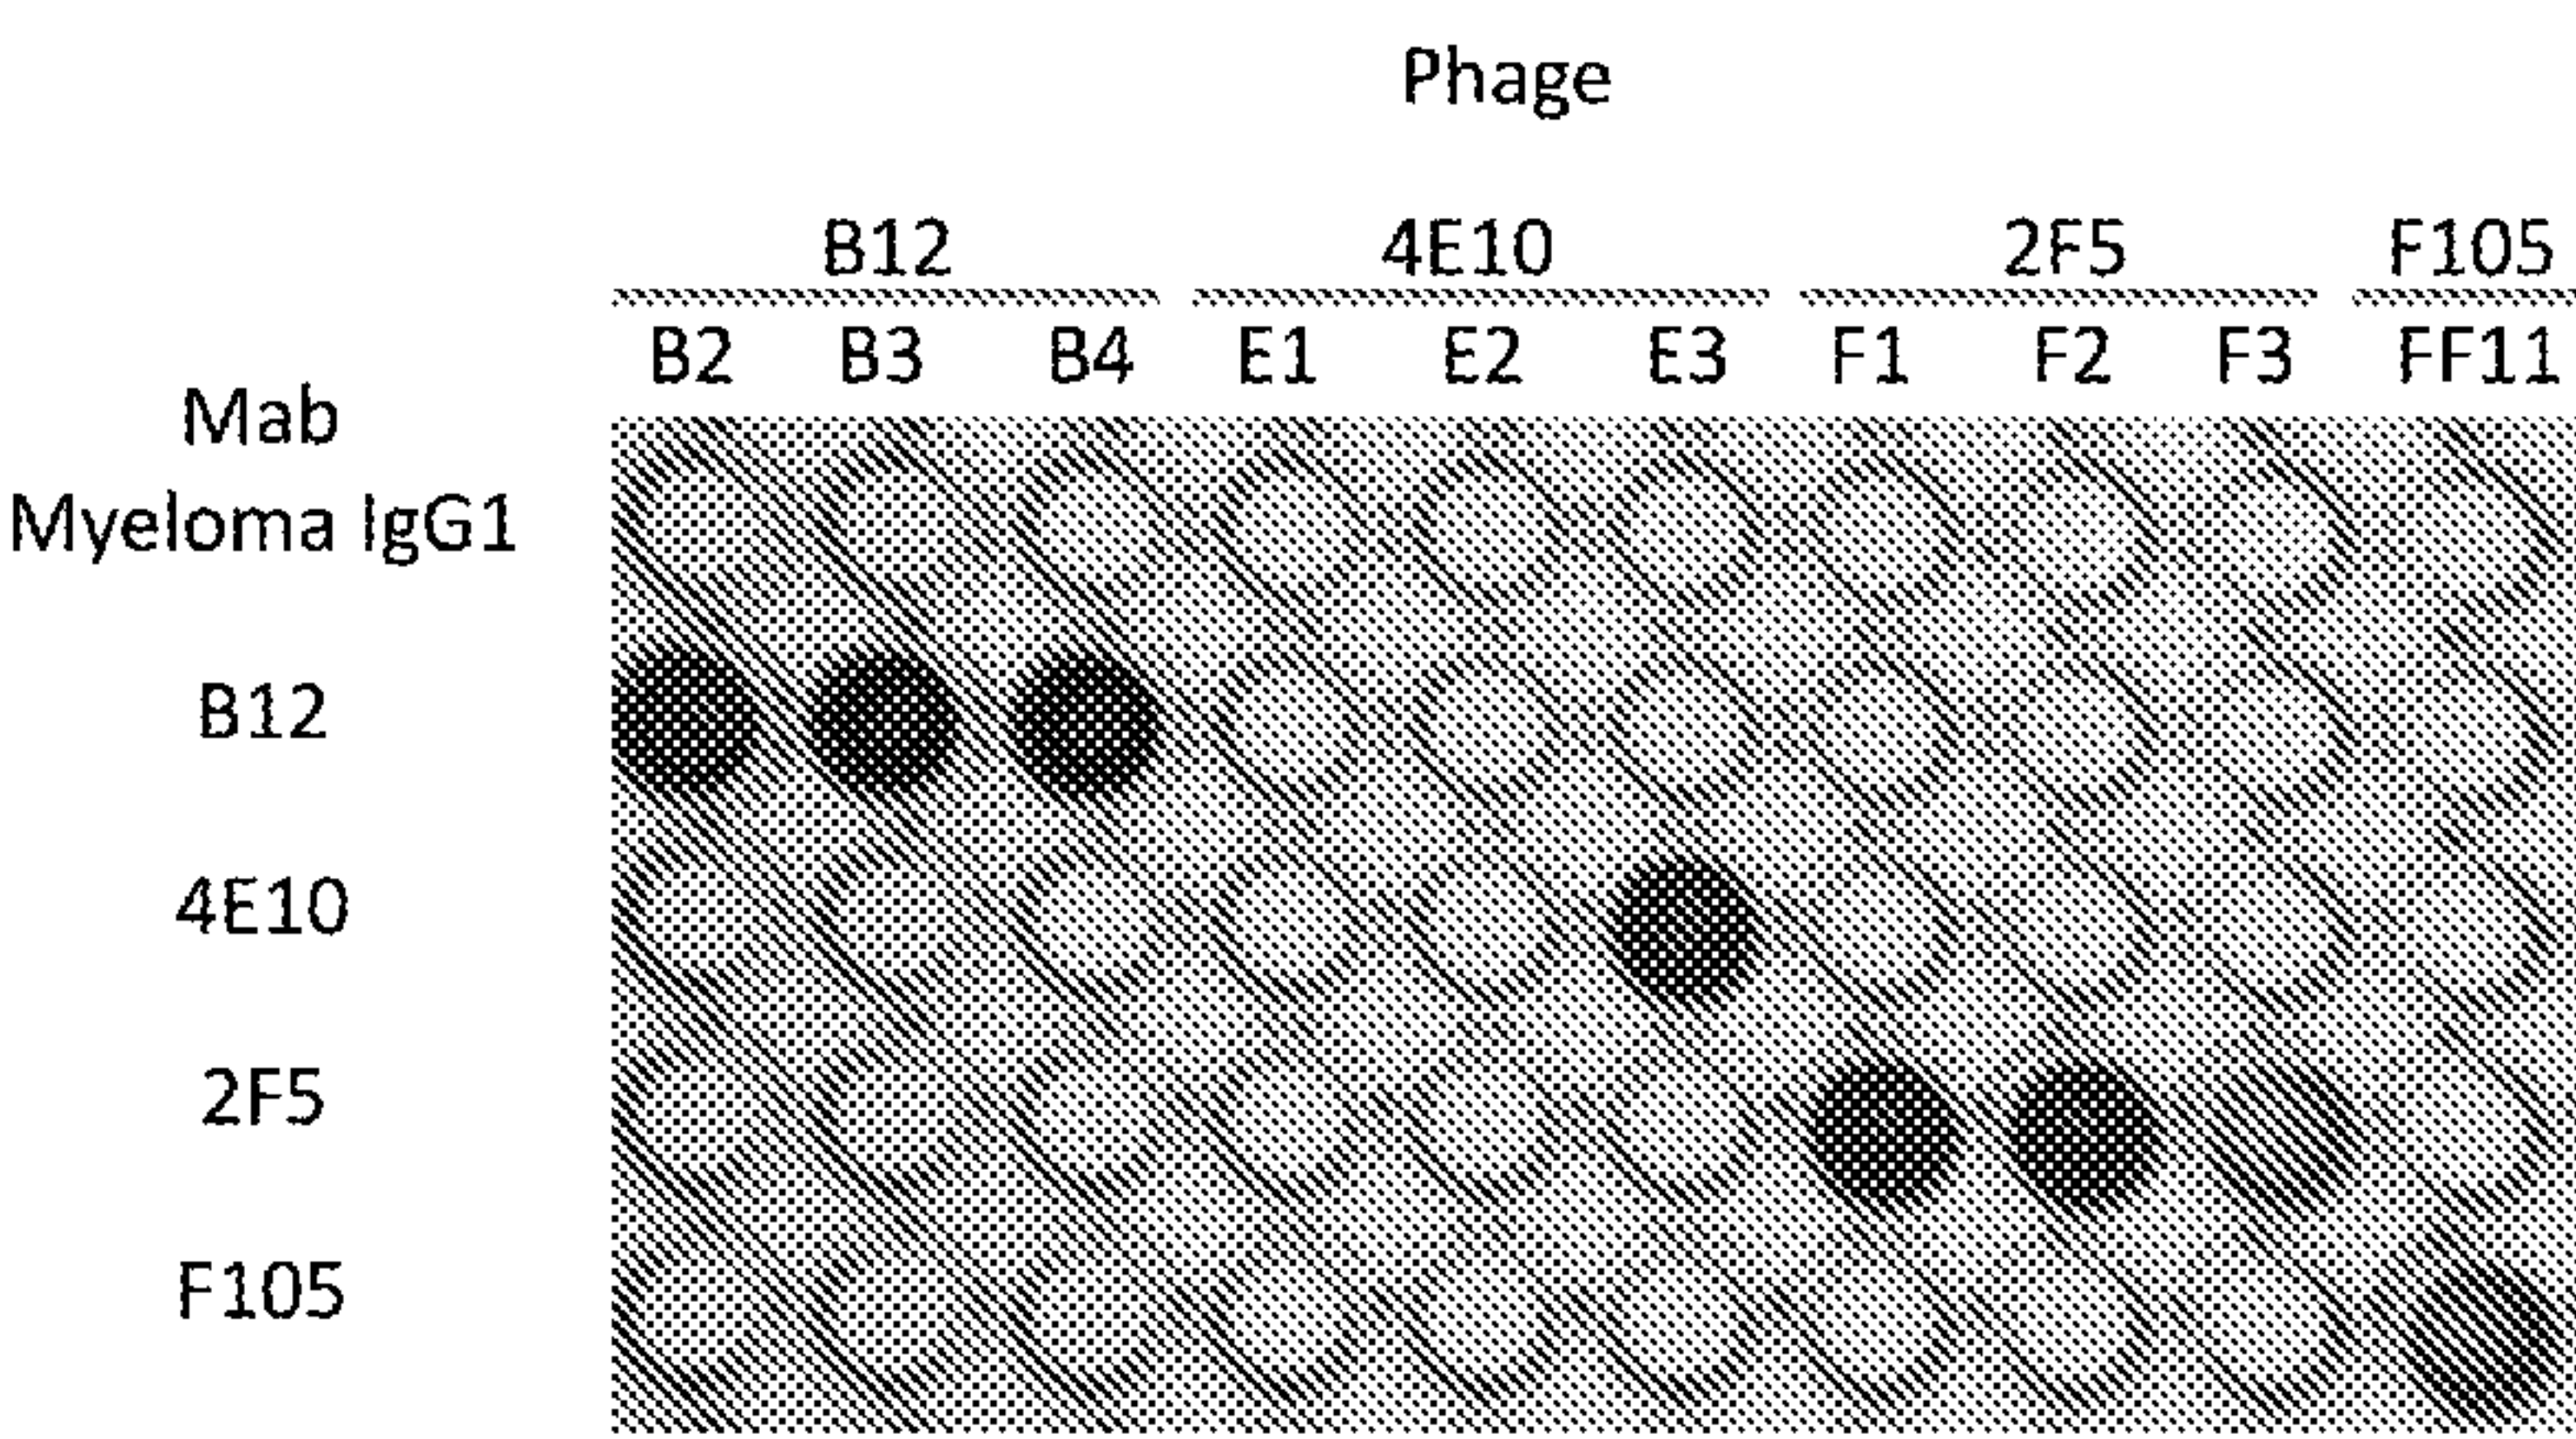 Phage
B12 4E10 2F5 F105
B2 B3 B4 E1 E2 E3 F1 F2 F3 FF11
Mab
Myeloma IgG1
B12
4E10
2F5
F105